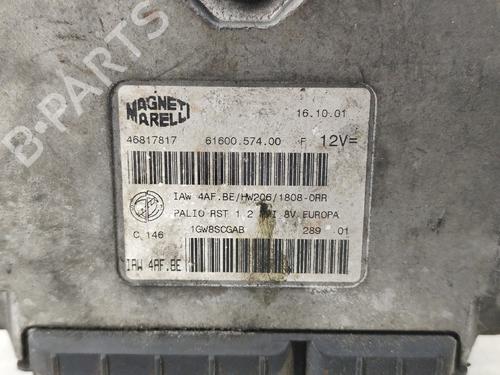 B-PARTS
MAGNETI
MARELLI
16.10.01
46817817 61600.574.00 F 12V=
IAW 4AF.BE/HW206/1808-0RR
PALIO RST 1.2 8V EUROPA
C.146 1GW8SCGAB 289 01
IAW 4AF.BE